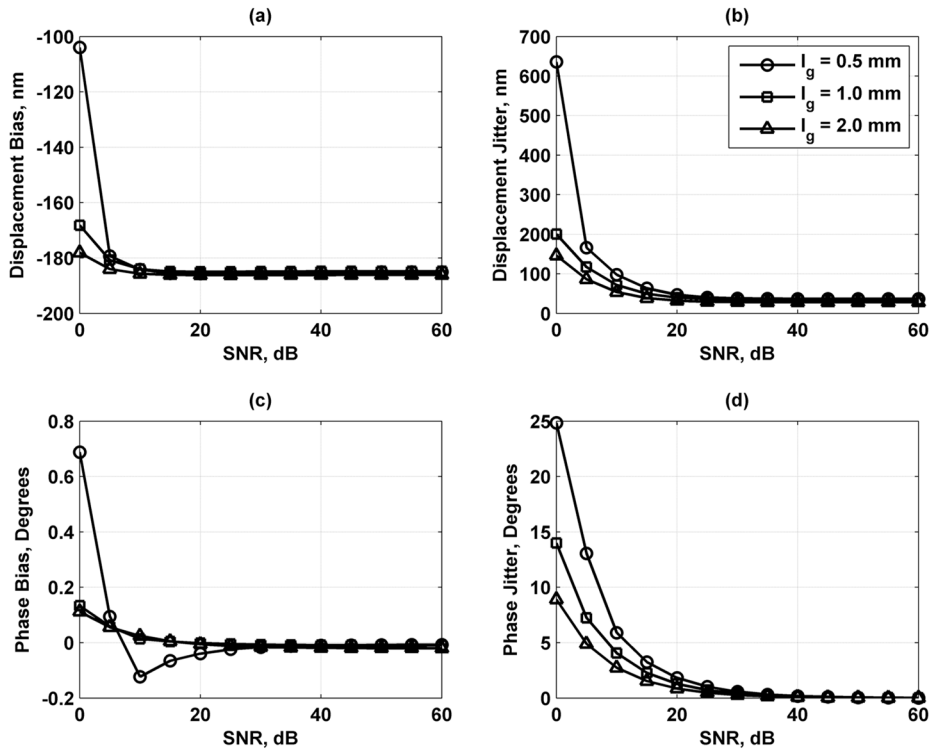 (a)
-100
-120
-140
-160
-180
-200
Displacement Bias, nm
0 20 40 60
SNR, dB
(b)
700
600
500
400
300
200
100
0
Displacement Jitter, nm
l_g = 0.5 mm
l_g = 1.0 mm
l_g = 2.0 mm
0 20 40 60
SNR, dB
(c)
0.8
0.6
0.4
0.2
0
-0.2
Phase Bias, Degrees
0 20 40 60
SNR, dB
(d)
25
20
15
10
5
0
Phase Jitter, Degrees
0 20 40 60
SNR, dB